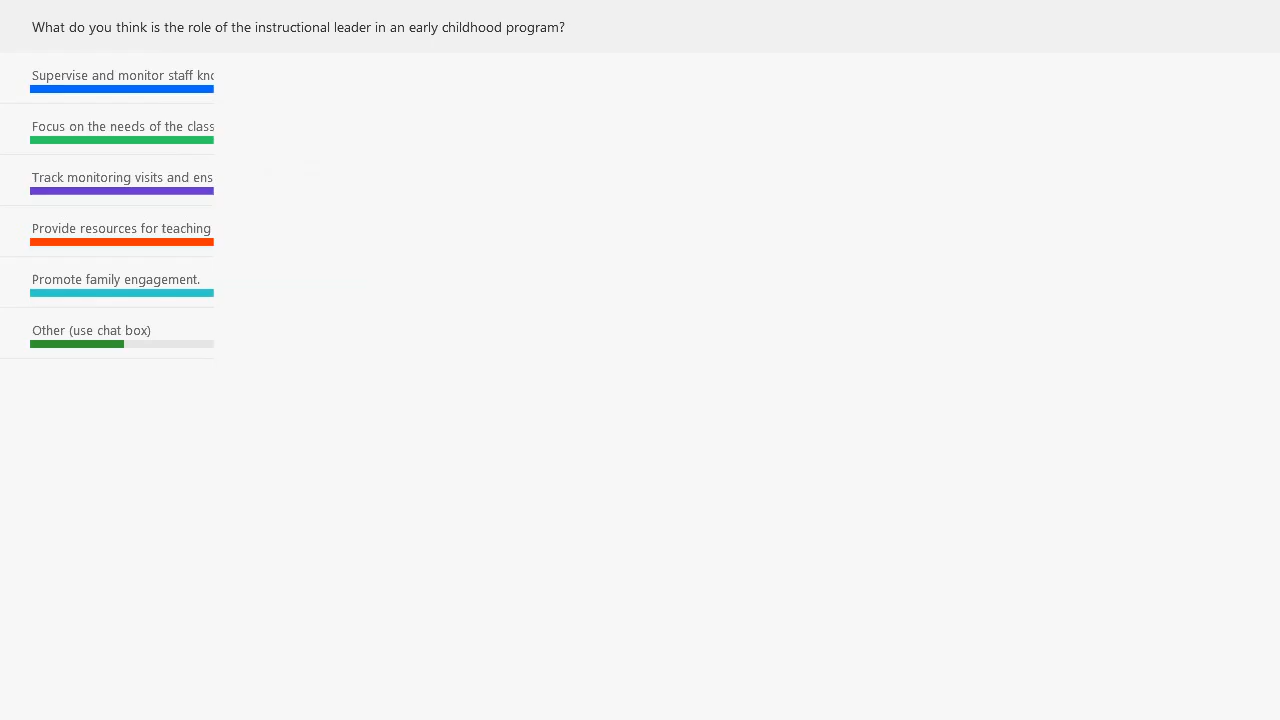 What do you think is the role of the instructional leader in an early childhood program?
Supervise and monitor staff
Focus on the needs of the class
Track monitoring visits and
Provide resources for teaching
Promote family engagement.
Other (use chat box)